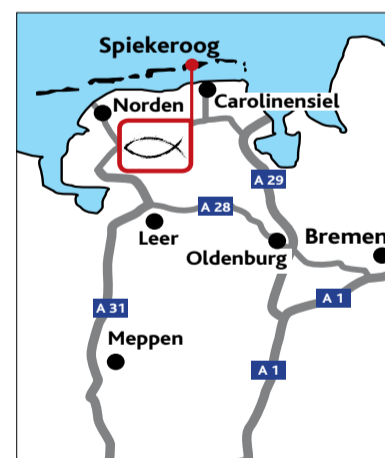 Spiekeroog
Norden
Carolinensiel
A 29
A 28
Leer
Bremen
Oldenburg
A 31
A 1
Meppen
A 1